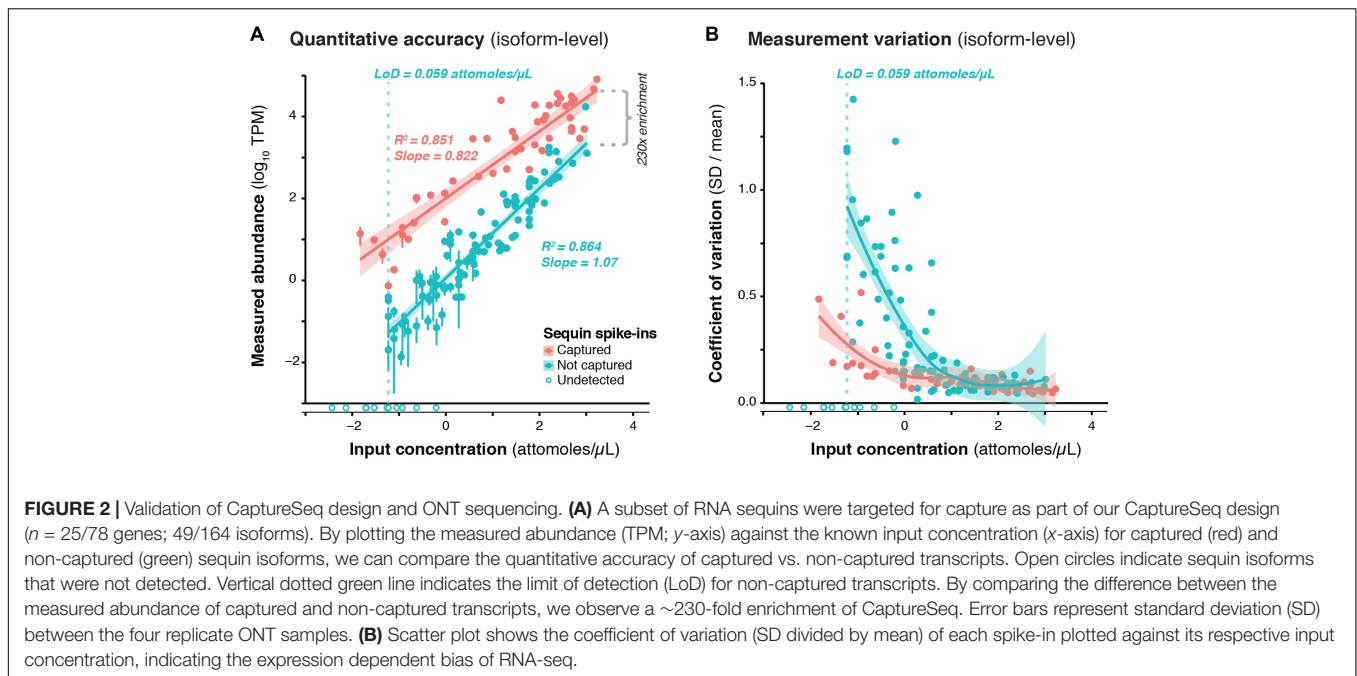 A Quantitative accuracy (isoform-level)
LoD = 0.059 attomoles/µL
Measured abundance (log10 TPM)
4
2
0
−2
R² = 0.851
Slope = 0.822
230x enrichment
R² = 0.864
Slope = 1.07
Sequin spike-ins
Captured
Not captured
Undetected
−2 0 2 4
Input concentration (attomoles/µL)
B Measurement variation (isoform-level)
LoD = 0.059 attomoles/µL
Coefficient of variation (SD / mean)
1.5
1.0
0.5
0.0
−2 0 2 4
Input concentration (attomoles/µL)
FIGURE 2 | Validation of CaptureSeq design and ONT sequencing. (A) A subset of RNA sequins were targeted for capture as part of our CaptureSeq design
(n = 25/78 genes; 49/164 isoforms). By plotting the measured abundance (TPM; y-axis) against the known input concentration (x-axis) for captured (red) and
non-captured (green) sequin isoforms, we can compare the quantitative accuracy of captured vs. non-captured transcripts. Open circles indicate sequin isoforms
that were not detected. Vertical dotted green line indicates the limit of detection (LoD) for non-captured transcripts. By comparing the difference between the
measured abundance of captured and non-captured transcripts, we observe a ∼230-fold enrichment of CaptureSeq. Error bars represent standard deviation (SD)
between the four replicate ONT samples. (B) Scatter plot shows the coefficient of variation (SD divided by mean) of each spike-in plotted against its respective input
concentration, indicating the expression dependent bias of RNA-seq.